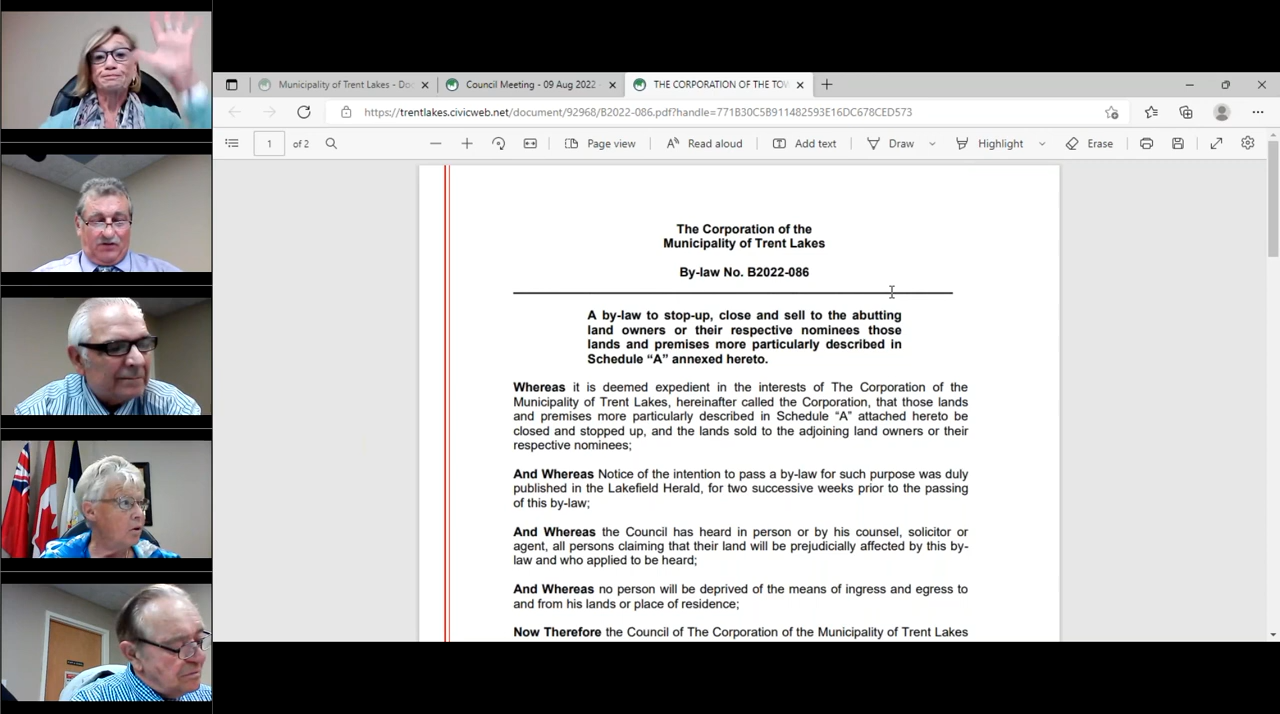 Municipality of Trent Lakes - Doc
Council Meeting - 09 Aug 2022
THE CORPORATION OF THE TOW
https://trentlakes.civicweb.net/document/92968/B2022-086.pdf?handle=771B30C5B911482593E16DC678CED573
1 of 2
Page view
Read aloud
Add text
Draw
Highlight
Erase
The Corporation of the
Municipality of Trent Lakes
By-law No. B2022-086
A by-law to stop-up, close and sell to the abutting
land owners or their respective nominees those
lands and premises more particularly described in
Schedule “A” annexed hereto.
Whereas it is deemed expedient in the interests of The Corporation of the
Municipality of Trent Lakes, hereinafter called the Corporation, that those lands
and premises more particularly described in Schedule “A” attached hereto be
closed and stopped up, and the lands sold to the adjoining land owners or their
respective nominees;
And Whereas Notice of the intention to pass a by-law for such purpose was duly
published in the Lakefield Herald, for two successive weeks prior to the passing
of this by-law;
And Whereas the Council has heard in person or by his counsel, solicitor or
agent, all persons claiming that their land will be prejudicially affected by this by-
law and who applied to be heard;
And Whereas no person will be deprived of the means of ingress and egress to
and from his lands or place of residence;
Now Therefore the Council of The Corporation of the Municipality of Trent Lakes